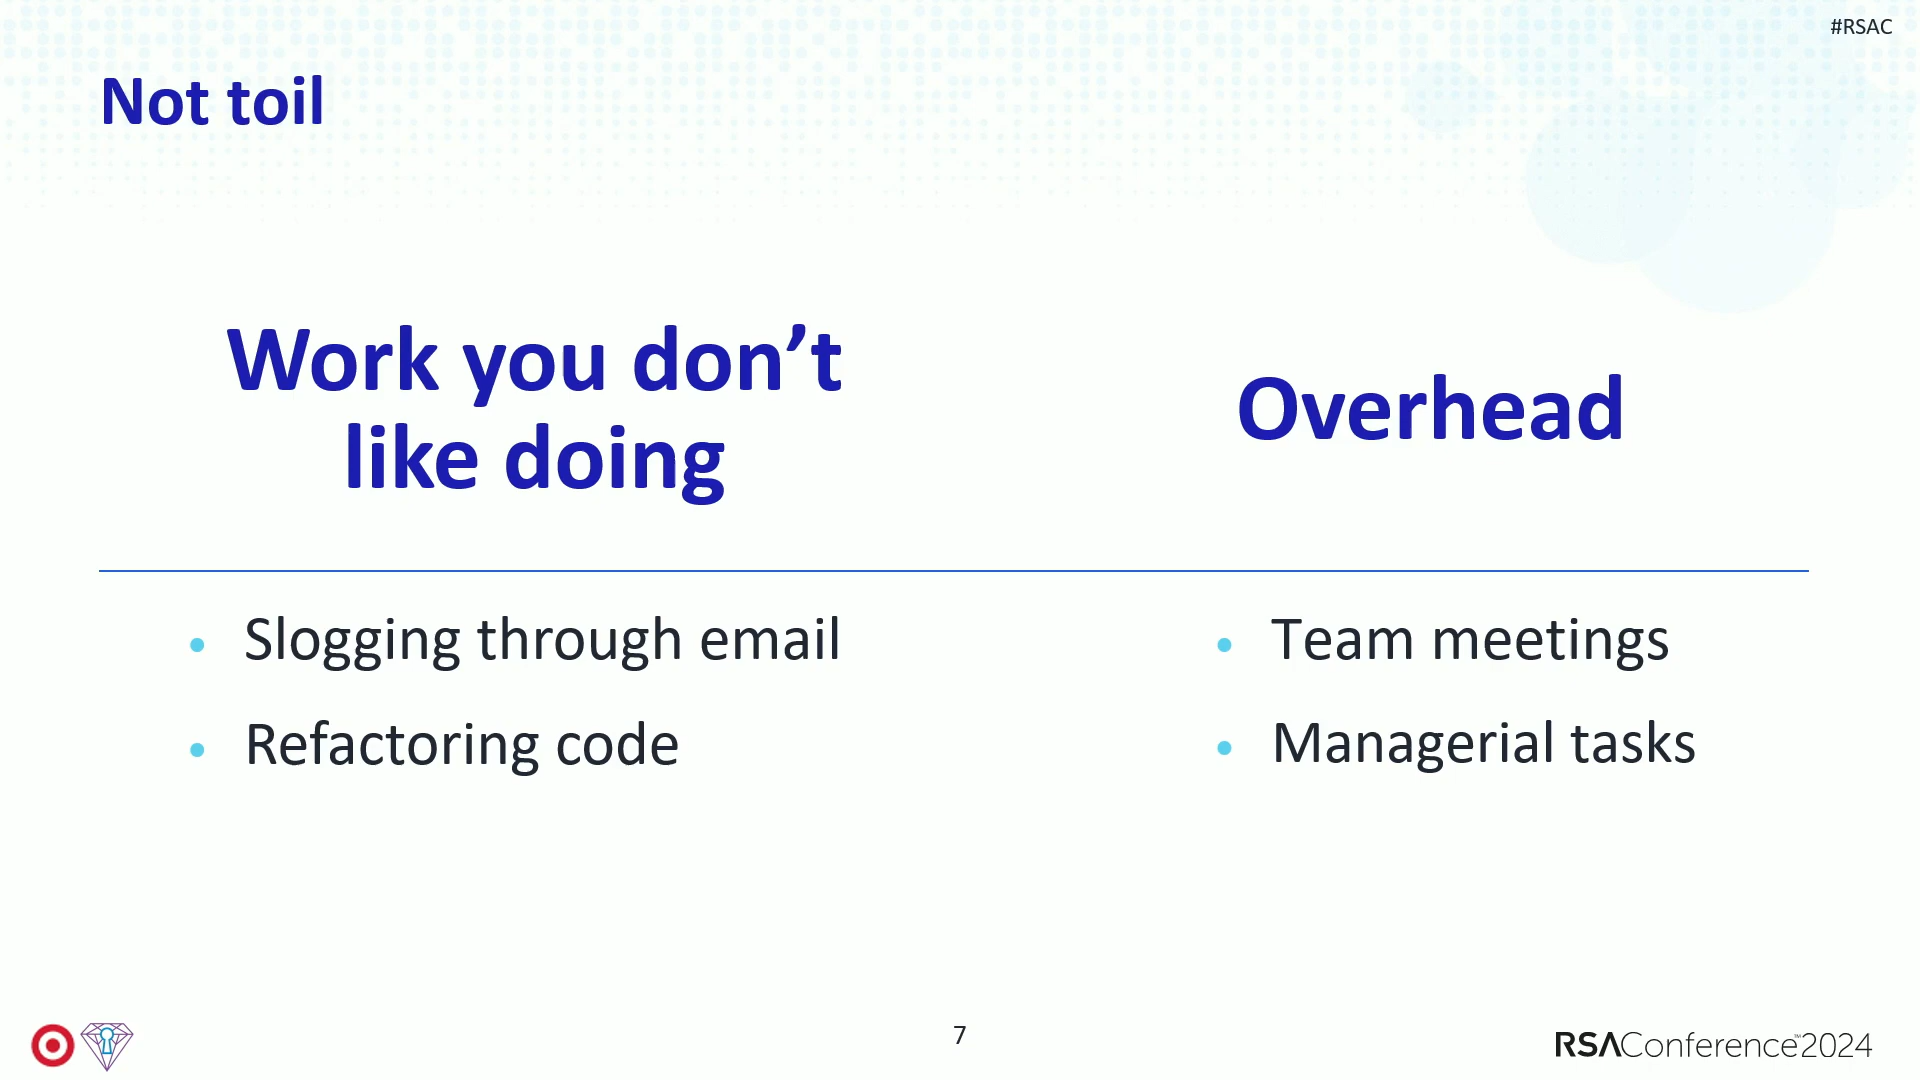 #RSAC
Not toil
Work you don’t
like doing
Overhead
• Slogging through email
• Refactoring code
• Team meetings
• Managerial tasks
7
RSAConference™2024